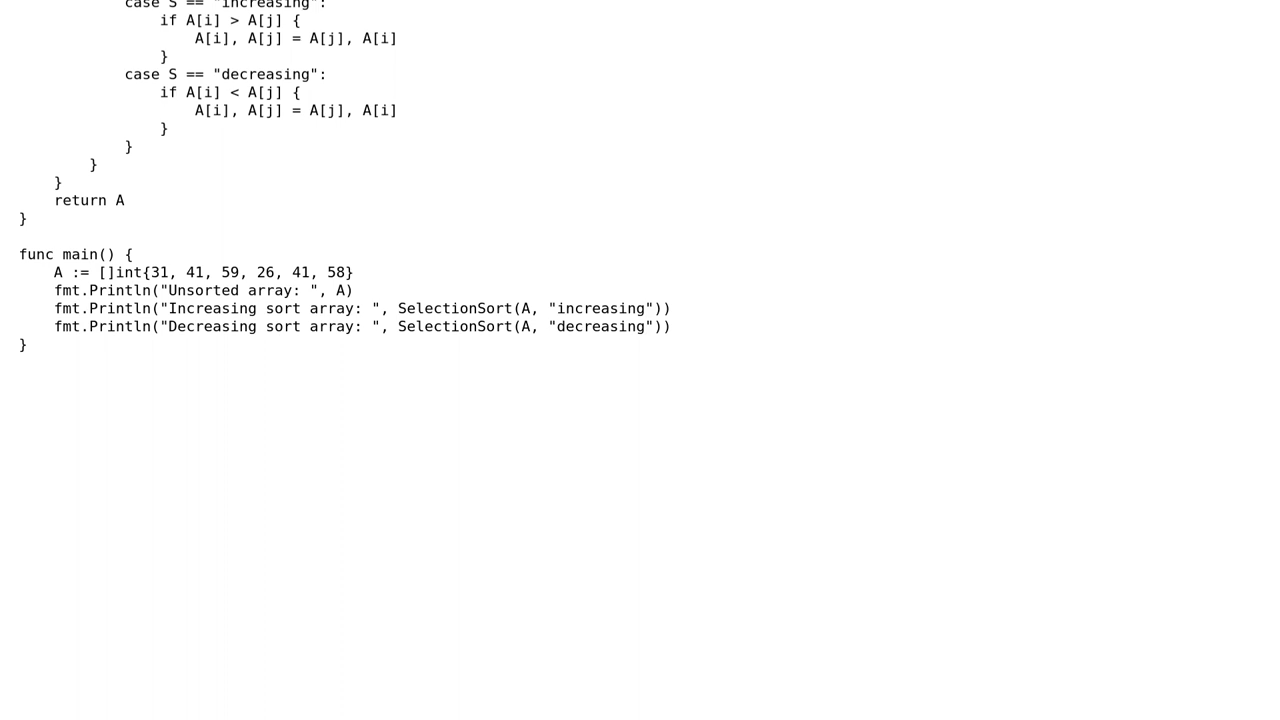 case S == "increasing":
                if A[i] > A[j] {
                    A[i], A[j] = A[j], A[i]
                }
            case S == "decreasing":
                if A[i] < A[j] {
                    A[i], A[j] = A[j], A[i]
                }
            }
        }
    }
    return A
}

func main() {
    A := []int{31, 41, 59, 26, 41, 58}
    fmt.Println("Unsorted array: ", A)
    fmt.Println("Increasing sort array: ", SelectionSort(A, "increasing"))
    fmt.Println("Decreasing sort array: ", SelectionSort(A, "decreasing"))
}